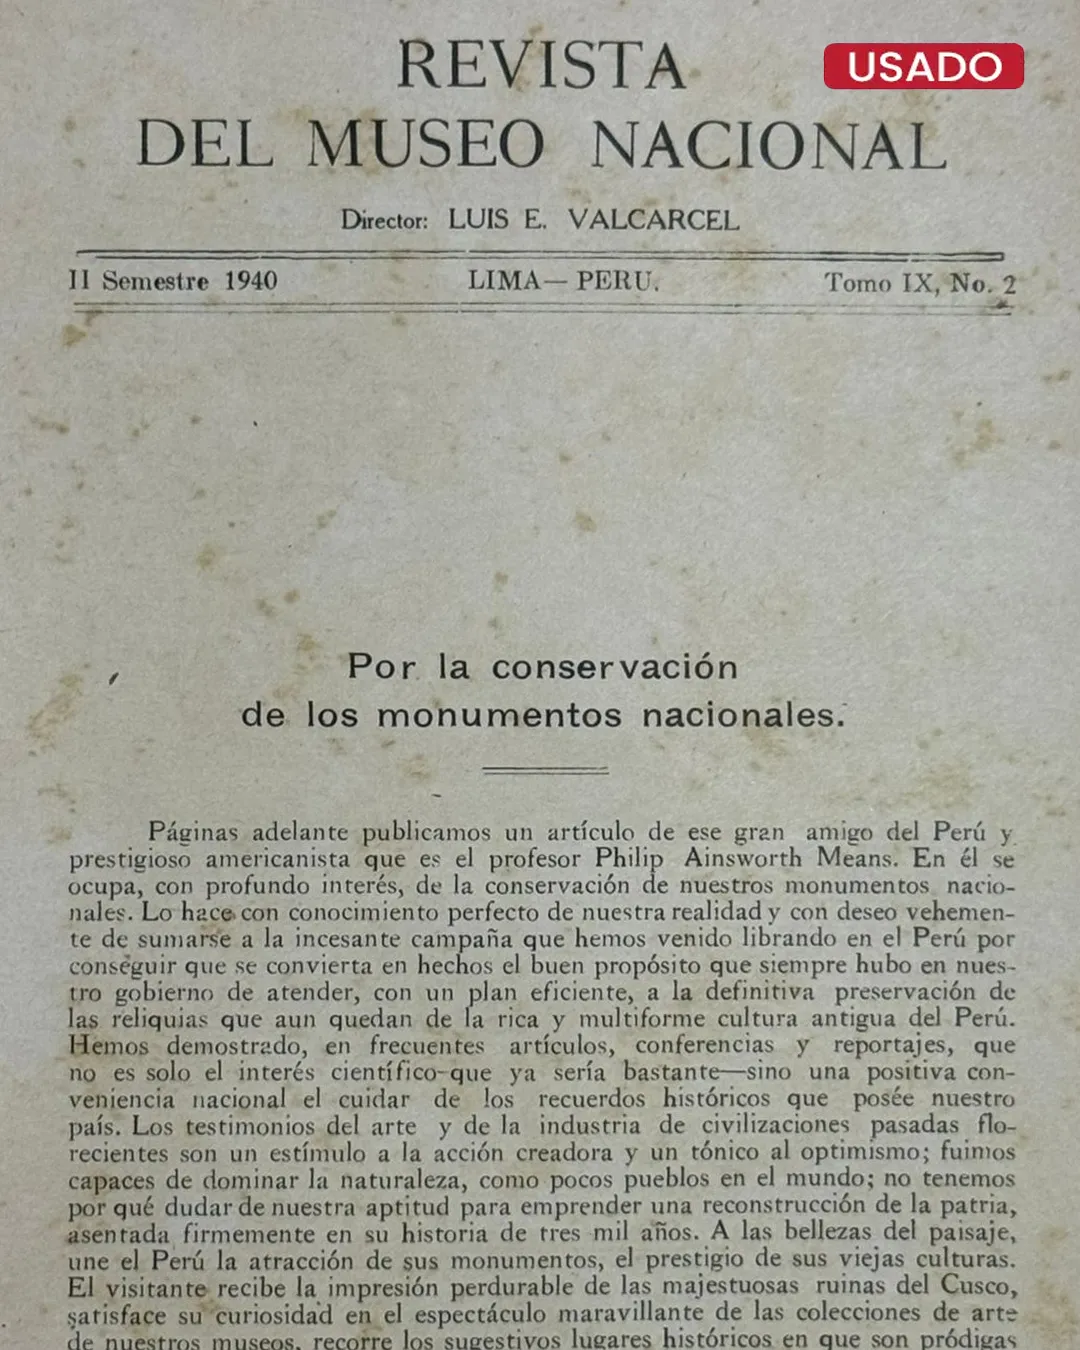 REVISTA
USADO
DEL MUSEO NACIONAL
Director: LUIS E. VALCARCEL
II Semestre 1940 LIMA— PERU. Tomo IX, No. 2
Por la conservación
de los monumentos nacionales.
Páginas adelante publicamos un artículo de ese gran amigo del Perú y
prestigioso americanista que es el profesor Philip Ainsworth Means. En él se
ocupa, con profundo interés, de la conservación de nuestros monumentos nacio-
nales. Lo hace con conocimiento perfecto de nuestra realidad y con deseo vehemen-
te de sumarse a la incesante campaña que hemos venido librando en el Perú por
conseguir que se convierta en hechos el buen propósito que siempre hubo en nues-
tro gobierno de atender, con un plan eficiente, a la definitiva preservación de
las reliquias que aun quedan de la rica y multiforme cultura antigua del Perú.
Hemos demostrado, en frecuentes artículos, conferencias y reportajes, que
no es solo el interés científico-que ya sería bastante—sino una positiva con-
veniencia nacional el cuidar de los recuerdos históricos que posée nuestro
país. Los testimonios del arte y de la industria de civilizaciones pasadas flo-
recientes son un estímulo a la acción creadora y un tónico al optimismo; fuimos
capaces de dominar la naturaleza, como pocos pueblos en el mundo; no tenemos
por qué dudar de nuestra aptitud para emprender una reconstrucción de la patria,
asentada firmemente en su historia de tres mil años. A las bellezas del paisaje,
une el Perú la atracción de sus monumentos, el prestigio de sus viejas culturas.
El visitante recibe la impresión perdurable de las majestuosas ruinas del Cusco,
satisface su curiosidad en el espectáculo maravillante de las colecciones de arte
de nuestros museos, recorre los sugestivos lugares históricos en que son pródigas